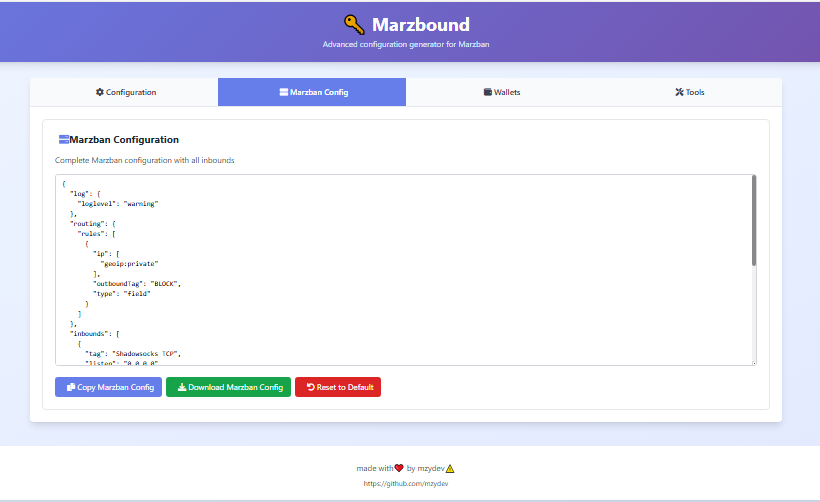 Marzbound
Advanced configuration generator for Marzban
Configuration
Marzban Config
Wallets
Tools
Marzban Configuration
Complete Marzban configuration with all inbounds
{
"log": {
"loglevel": "warning"
},
"routing": {
"rules": [
{
"ip": [
"geoip:private"
],
"outboundTag": "BLOCK",
"type": "field"
}
]
},
"inbounds": [
{
"tag": "Shadowsocks TCP",
"listen": "0.0.0.0"
Copy Marzban Config
Download Marzban Config
Reset to Default
made with❤️ by mzydev⚠️
https://github.com/mzydev